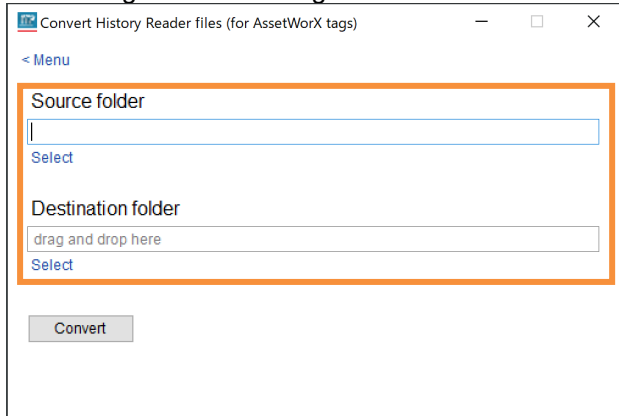 Convert History Reader files (for AssetWorX tags)
< Menu
Source folder
Select
Destination folder
drag and drop here
Select
Convert